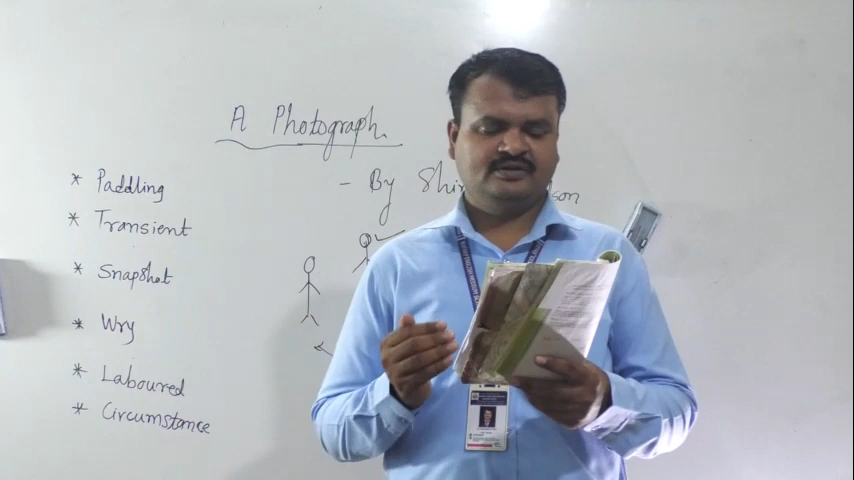 A Photograph.
- By Shi
son
* Paddling
* Transient
* Snapshot
* Wry
* Laboured
* Circumstance